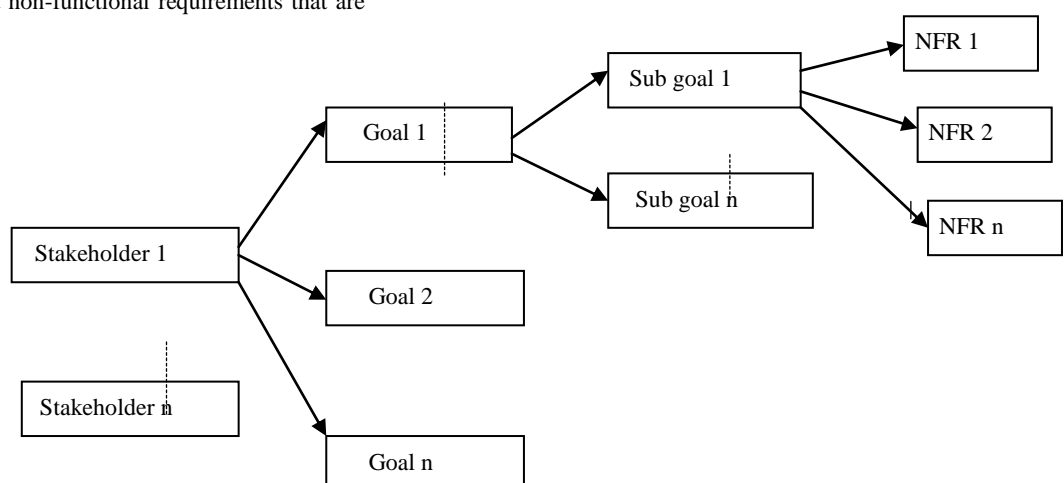 non-functional requirements that are
NFR 1
Sub goal 1
Goal 1
NFR 2
Sub goal n
NFR n
Stakeholder 1
Goal 2
Stakeholder n
Goal n